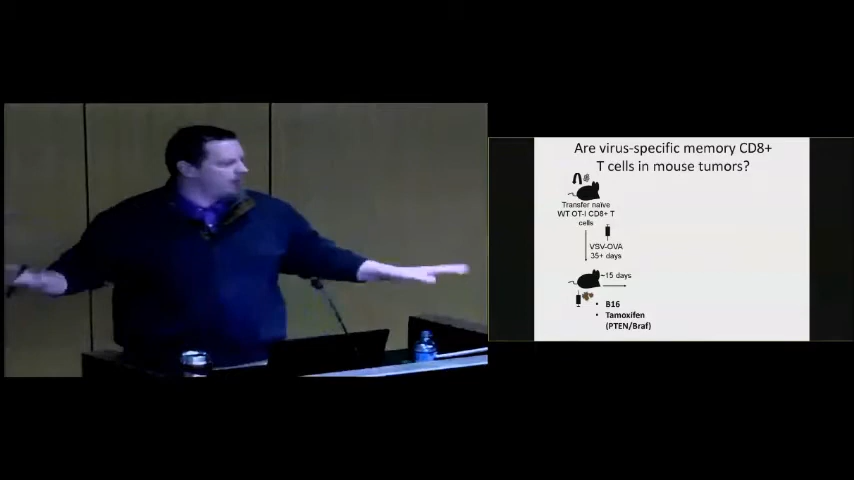 Are virus-specific memory CD8+
T cells in mouse tumors?
Transfer naïve
WT OT-I CD8+ T
cells
VSV-OVA
35+ days
~15 days
• B16
• Tamoxifen
(PTEN/Braf)